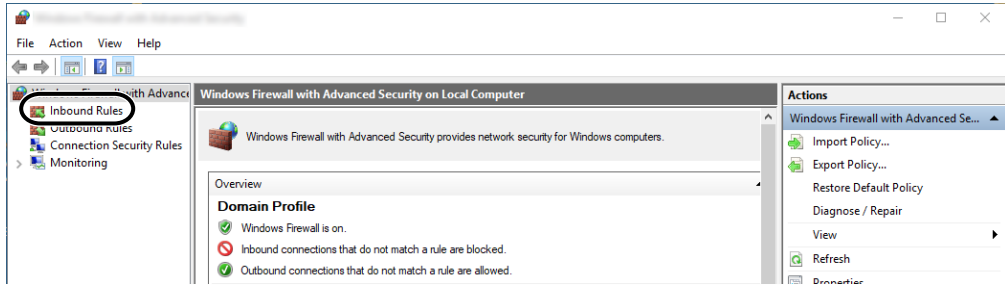 File Action View Help
with Advance
Inbound Rules
Outbound Rules
Connection Security Rules
Monitoring
Windows Firewall with Advanced Security on Local Computer
Windows Firewall with Advanced Security provides network security for Windows computers.
Overview
Domain Profile
Windows Firewall is on.
Inbound connections that do not match a rule are blocked.
Outbound connections that do not match a rule are allowed.
Actions
Windows Firewall with Advanced Se...
Import Policy...
Export Policy...
Restore Default Policy
Diagnose / Repair
View
Refresh
Properties